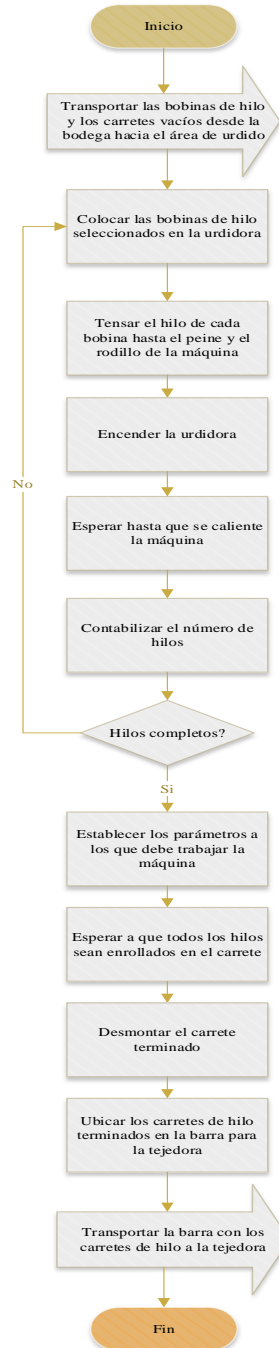 Inicio
Transportar las bobinas de hilo
y los carretes vacíos desde la
bodega hacia el área de urdido
Colocar las bobinas de hilo
seleccionados en la urdidora
Tensar el hilo de cada
bobina hasta el peine y el
rodillo de la máquina
Encender la urdidora
No
Esperar hasta que se caliente
la máquina
Contabilizar el número de
hilos
Hilos completos?
Si
Establecer los parámetros a
los que debe trabajar la
máquina
Esperar a que todos los hilos
sean enrollados en el carrete
Desmontar el carrete
terminado
Ubicar los carretes de hilo
terminados en la barra para
la tejedora
Transportar la barra con los
carretes de hilo a la tejedora
Fin